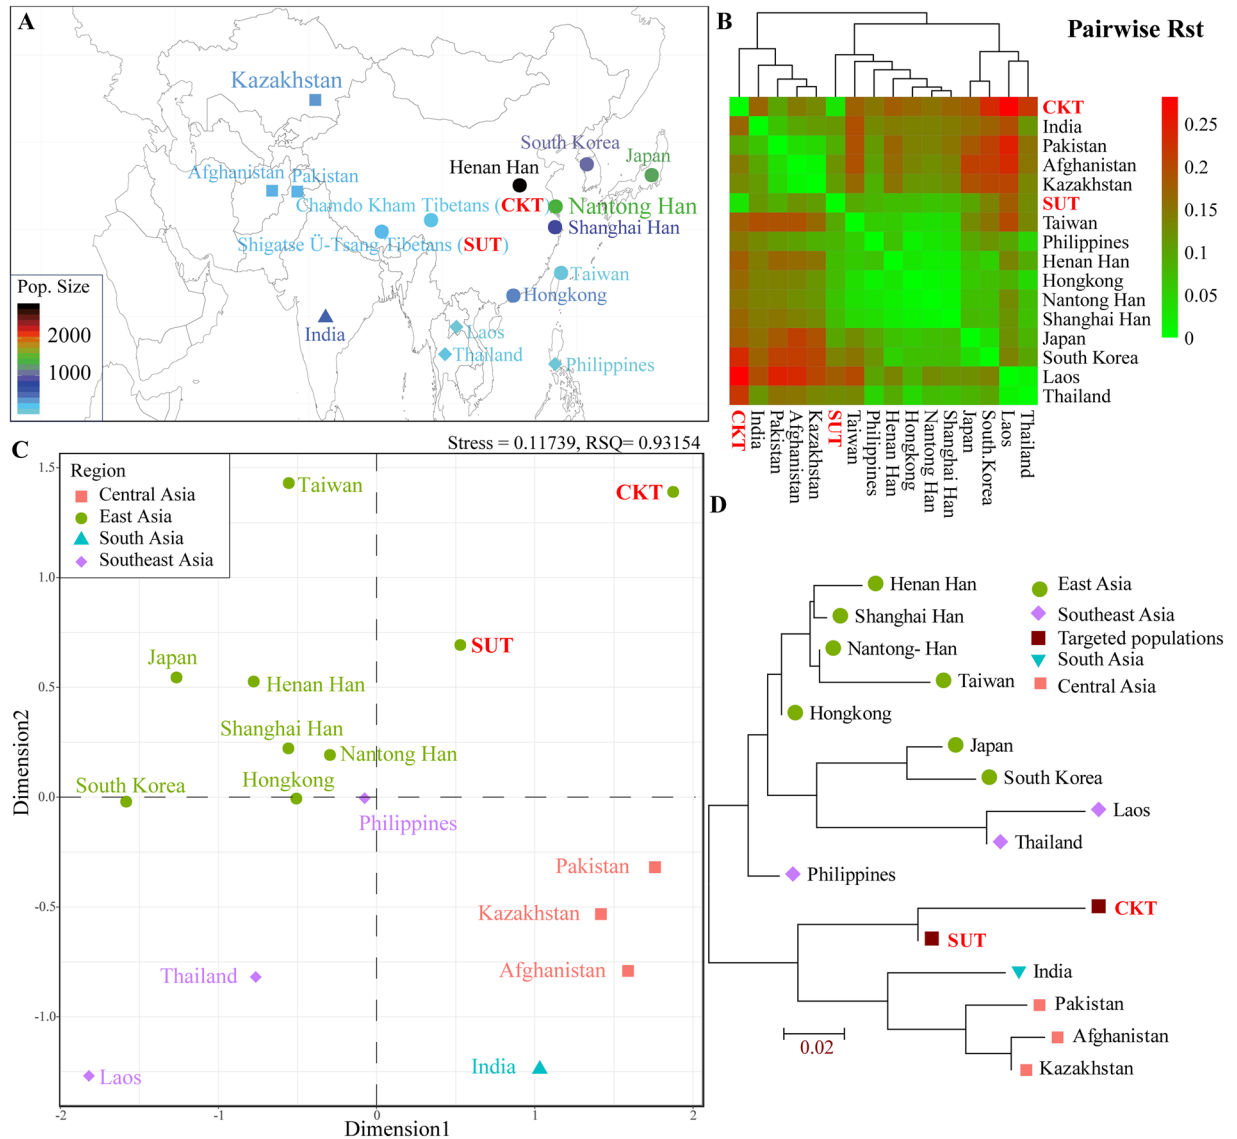 A
Kazakhstan
South Korea
Japan
Henan Han
Afghanistan
Pakistan
Chamdo Kham Tibetans (CKT)
Nantong Han
Shanghai Han
Shigatse Ü-Tsang Tibetans (SUT)
Taiwan
Hongkong
India
Laos
Thailand
Philippines
Pop. Size
2000
1000
B
Pairwise Rst
CKT
India
Pakistan
Afghanistan
Kazakhstan
SUT
Taiwan
Philippines
Henan Han
Hongkong
Nantong Han
Shanghai Han
Japan
South Korea
Laos
Thailand
0.25
0.2
0.15
0.1
0.05
0
CKT
India
Pakistan
Afghanistan
Kazakhstan
SUT
Taiwan
Philippines
Henan Han
Hongkong
Nantong Han
Shanghai Han
Japan
South.Korea
Laos
Thailand
C
Stress = 0.11739, RSQ= 0.93154
Region
Central Asia
East Asia
South Asia
Southeast Asia
Taiwan
CKT
SUT
Japan
Henan Han
Shanghai Han
Nantong Han
South Korea
Hongkong
Philippines
Pakistan
Kazakhstan
Afghanistan
Thailand
India
Laos
1.5
1.0
0.5
0.0
-0.5
-1.0
Dimension2
-2
-1
0
1
2
Dimension1
D
Henan Han
Shanghai Han
Nantong- Han
Taiwan
Hongkong
Japan
South Korea
Laos
Thailand
Philippines
CKT
SUT
India
Pakistan
Afghanistan
Kazakhstan
East Asia
Southeast Asia
Targeted populations
South Asia
Central Asia
0.02